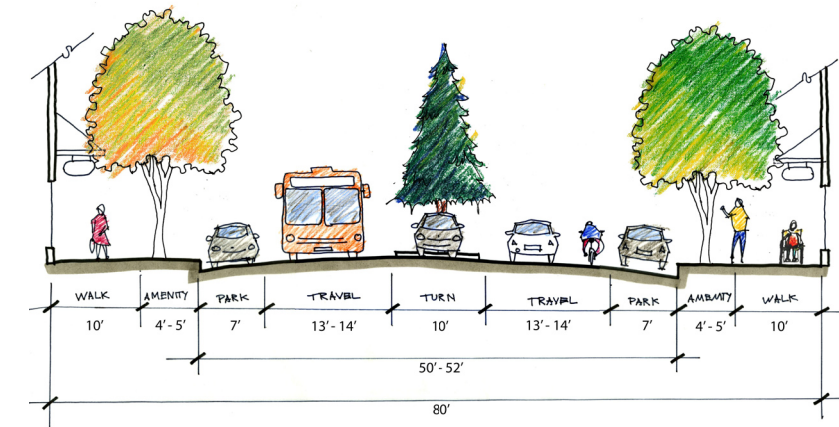 WALK AMENITY PARK TRAVEL TURN TRAVEL PARK AMENITY WALK
10' 4'- 5' 7' 13'- 14' 10' 13'- 14' 7' 4'- 5' 10'
50'- 52'
80'